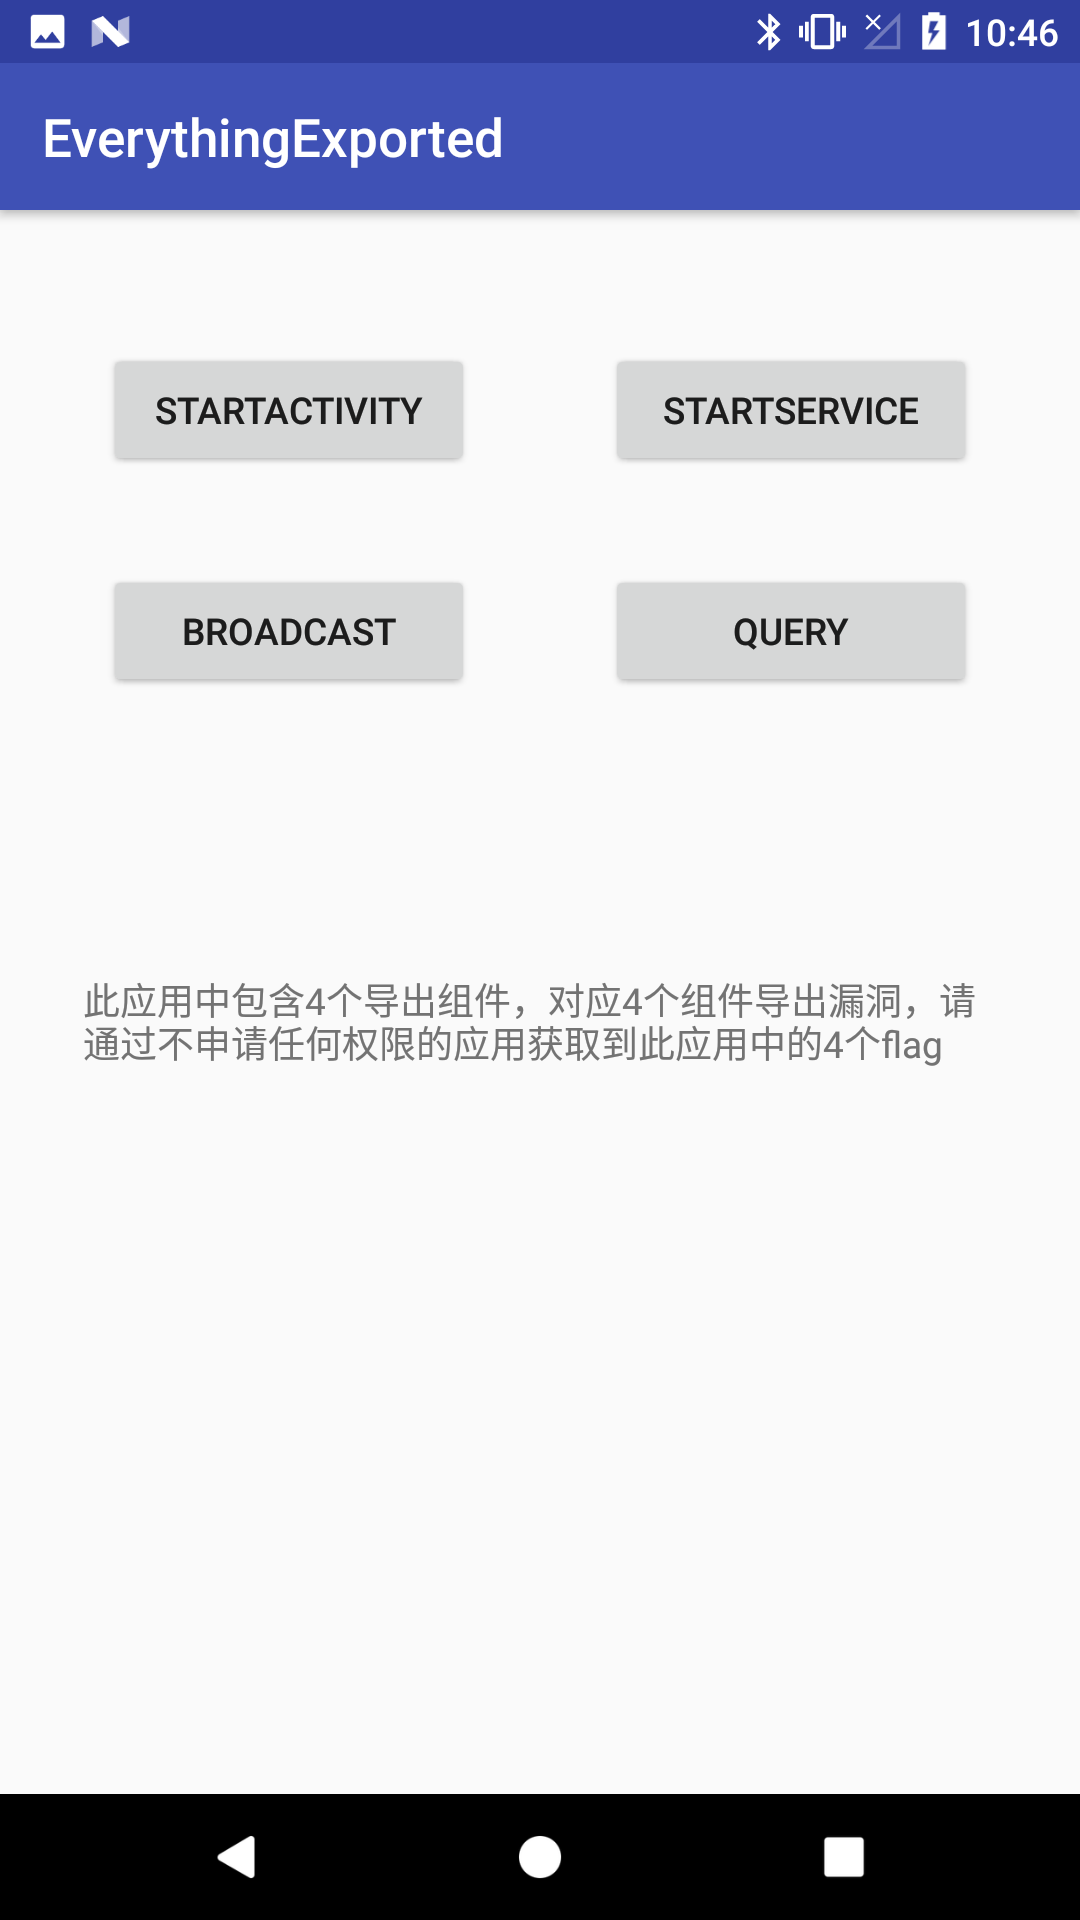 10:46
EverythingExported
STARTACTIVITY
STARTSERVICE
BROADCAST
QUERY
此应用中包含4个导出组件，对应4个组件导出漏洞，请
通过不申请任何权限的应用获取到此应用中的4个flag